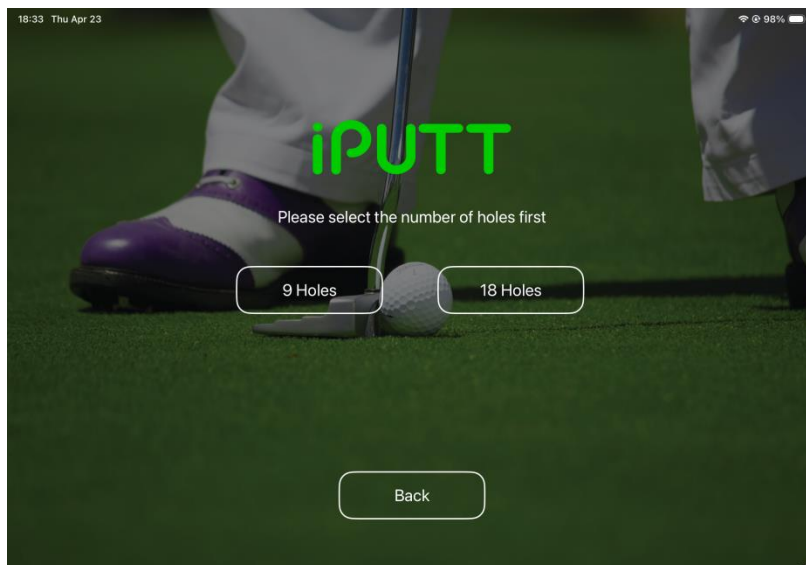 18:33 Thu Apr 23
98%
iPUTT
Please select the number of holes first
9 Holes
18 Holes
Back